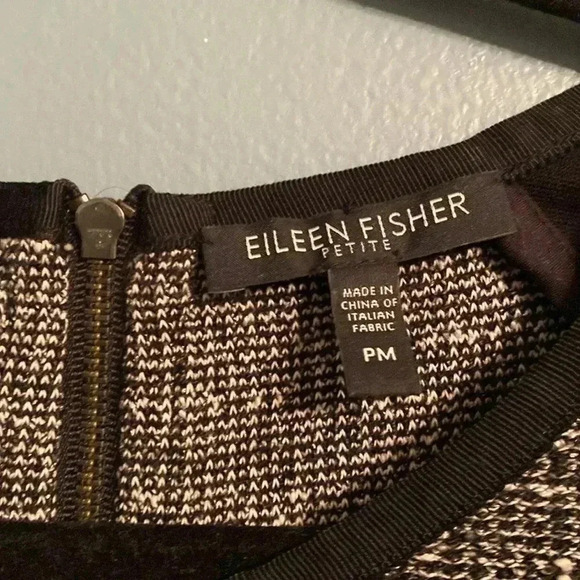 EILEEN FISHER
PETITE
MADE IN
CHINA OF
ITALIAN
FABRIC
PM